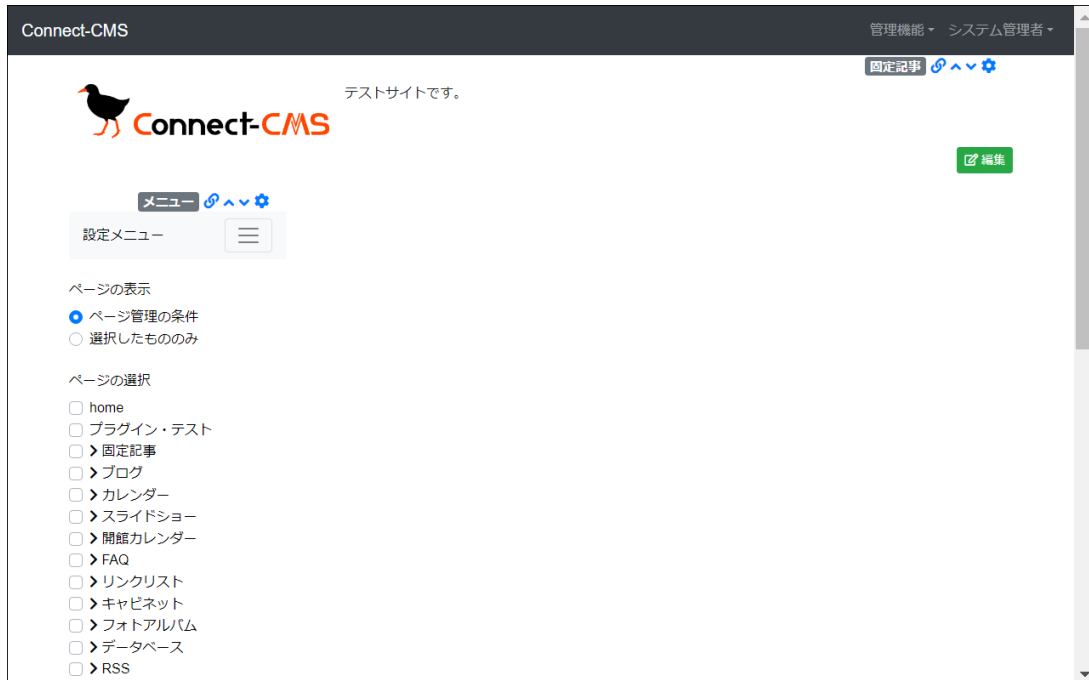 Connect-CMS 管理機能 システム管理者
固定記事
テストサイトです。
Connect-CMS
編集
メニュー
設定メニュー
ページの表示
ページ管理の条件
選択したもののみ
ページの選択
home
プラグイン・テスト
固定記事
ブログ
カレンダー
スライドショー
開館カレンダー
FAQ
リンクリスト
キャビネット
フォトアルバム
データベース
RSS